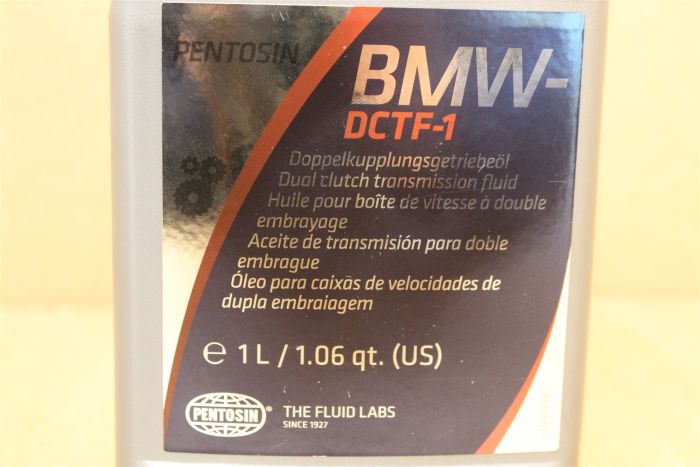 PENTOSIN
BMW-
DCTF-1
Doppelkupplungsgetriebeöl
Dual clutch transmission fluid
Huile pour boîte de vitesse à double
embrayage
Aceite de transmisión para doble
embrague
Óleo para caixas de velocidades de
dupla embraiagem
e 1 L / 1.06 qt. (US)
PENTOSIN®
THE FLUID LABS
SINCE 1927